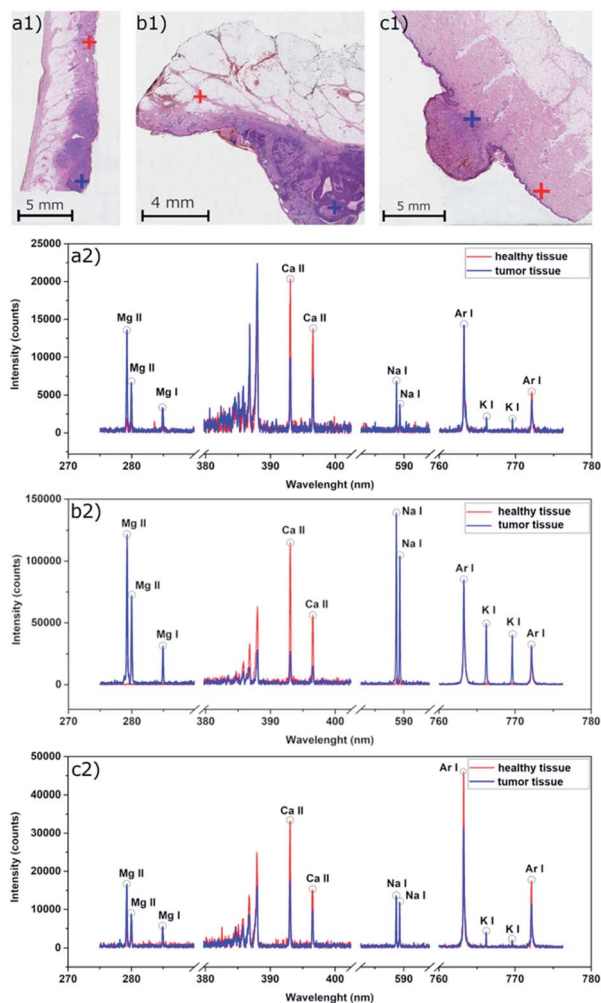 a1)
b1)
c1)
5 mm
4 mm
5 mm
a2)
healthy tissue
tumor tissue
Mg II
Mg II
Mg I
Ca II
Ca II
Na I
Na I
Ar I
K I
K I
Ar I
Intensity (counts)
25000
20000
15000
10000
5000
0
270
280
290
380
390
400
590
760
770
780
Wavelenght (nm)
b2)
healthy tissue
tumor tissue
Mg II
Mg II
Mg I
Ca II
Ca II
Na I
Na I
Ar I
K I
K I
Ar I
Intensity (counts)
150000
100000
50000
0
270
280
290
380
390
400
590
760
770
780
Wavelenght (nm)
c2)
healthy tissue
tumor tissue
Mg II
Mg II
Mg I
Ca II
Ca II
Na I
Na I
Ar I
K I
K I
Ar I
Intensity (counts)
50000
40000
30000
20000
10000
0
270
280
290
380
390
400
590
760
770
780
Wavelenght (nm)